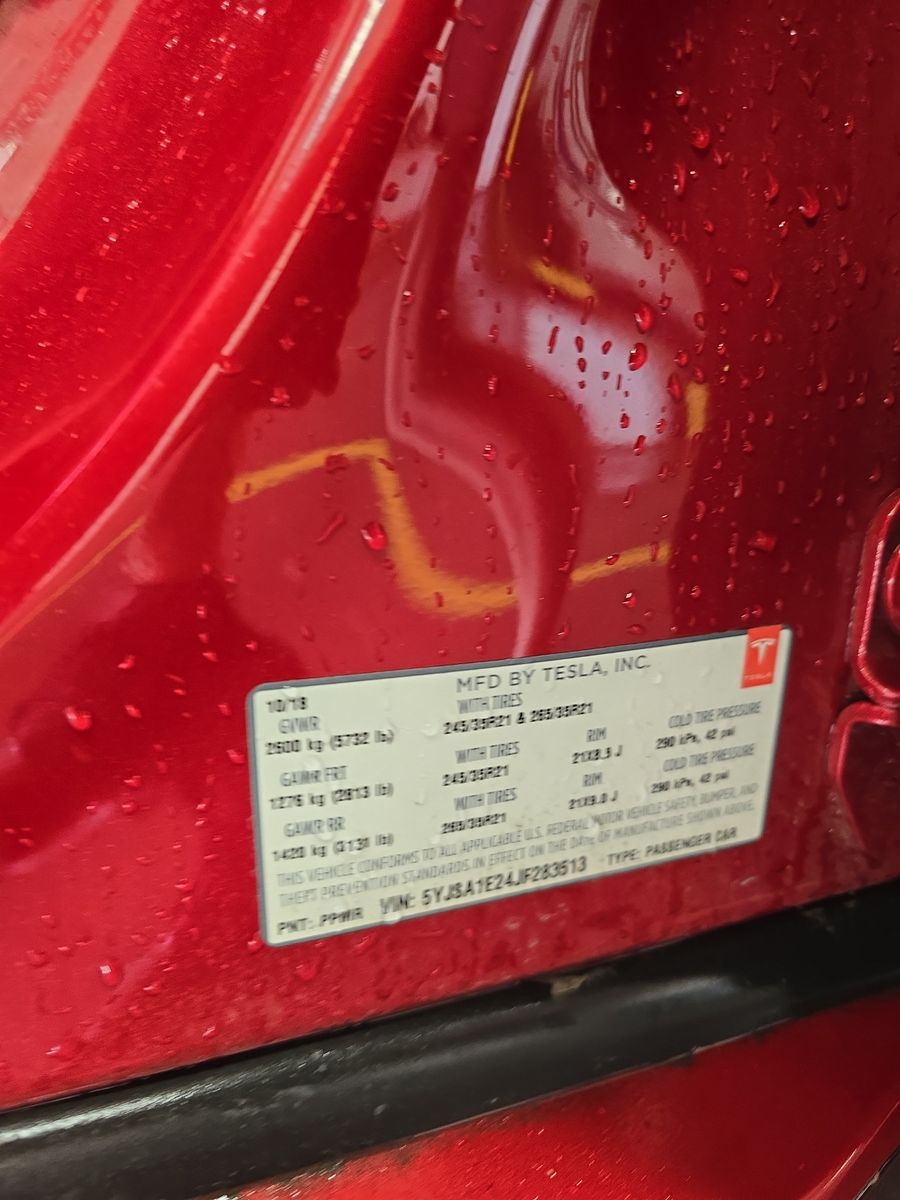 MFD BY TESLA, INC.
TESLA
10/18
GVWR
2600 kg (5732 lb)
WITH TIRES
245/35R21 & 265/35R21
GAWR FRT
1276 kg (2813 lb)
WITH TIRES
245/35R21
RIM
21X8.5 J
COLD TIRE PRESSURE
290 kPa, 42 psi
GAWR RR
1420 kg (3131 lb)
WITH TIRES
265/35R21
RIM
21X9.0 J
COLD TIRE PRESSURE
290 kPa, 42 psi
THIS VEHICLE CONFORMS TO ALL APPLICABLE U.S. FEDERAL MOTOR VEHICLE SAFETY, BUMPER, AND
THEFT PREVENTION STANDARDS IN EFFECT ON THE DATE OF MANUFACTURE SHOWN ABOVE.
PNT: PPMR VIN: 5YJSA1E24JF283513 TYPE: PASSENGER CAR